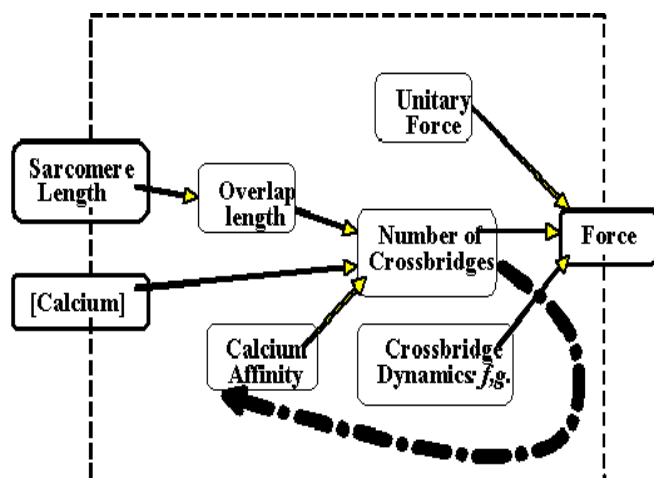 Unitary
Force
Sarcomere
Length
Overlap
length
Number of
Crossbridges
Force
[Calcium]
Calcium
Affinity
Crossbridge
Dynamics: f,g.